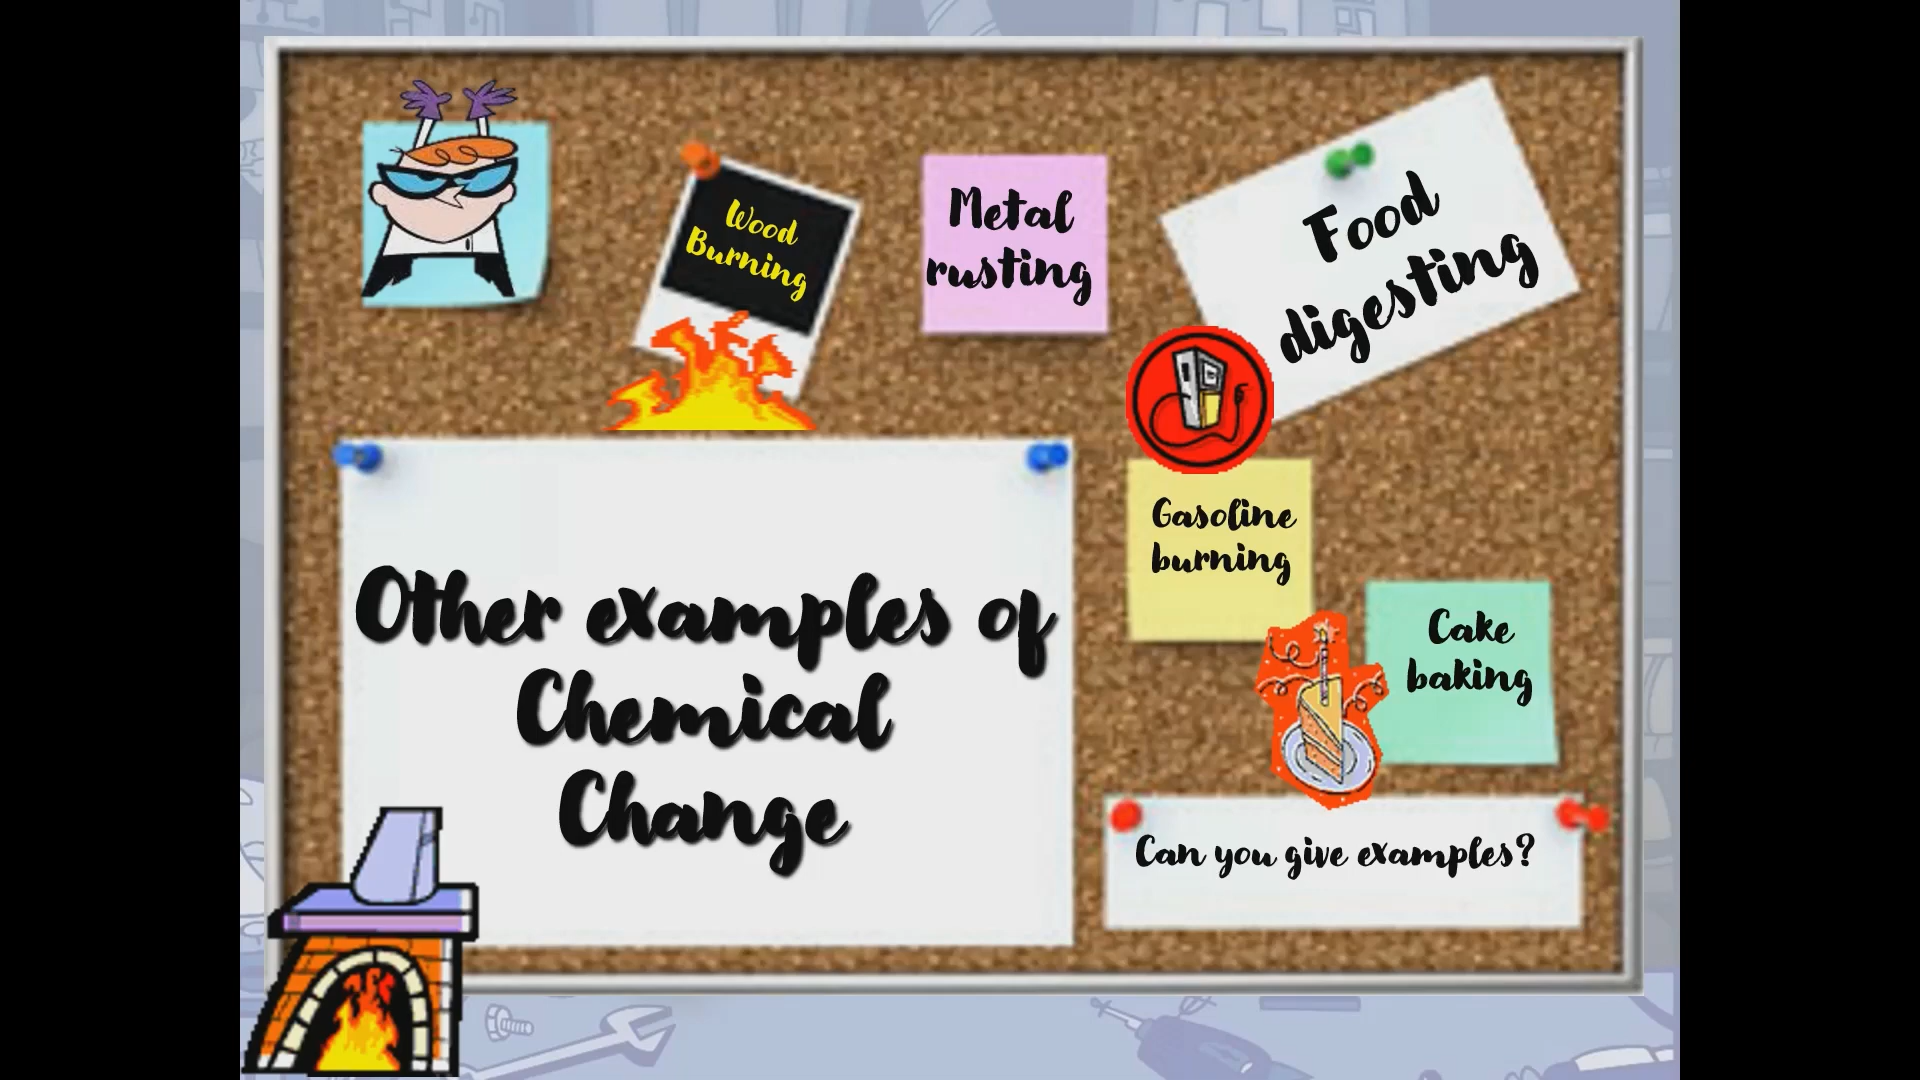 Wood
Burning
Metal
rusting
Food
digesting
Other examples of
Chemical
Change
Gasoline
burning
Cake
baking
Can you give examples?